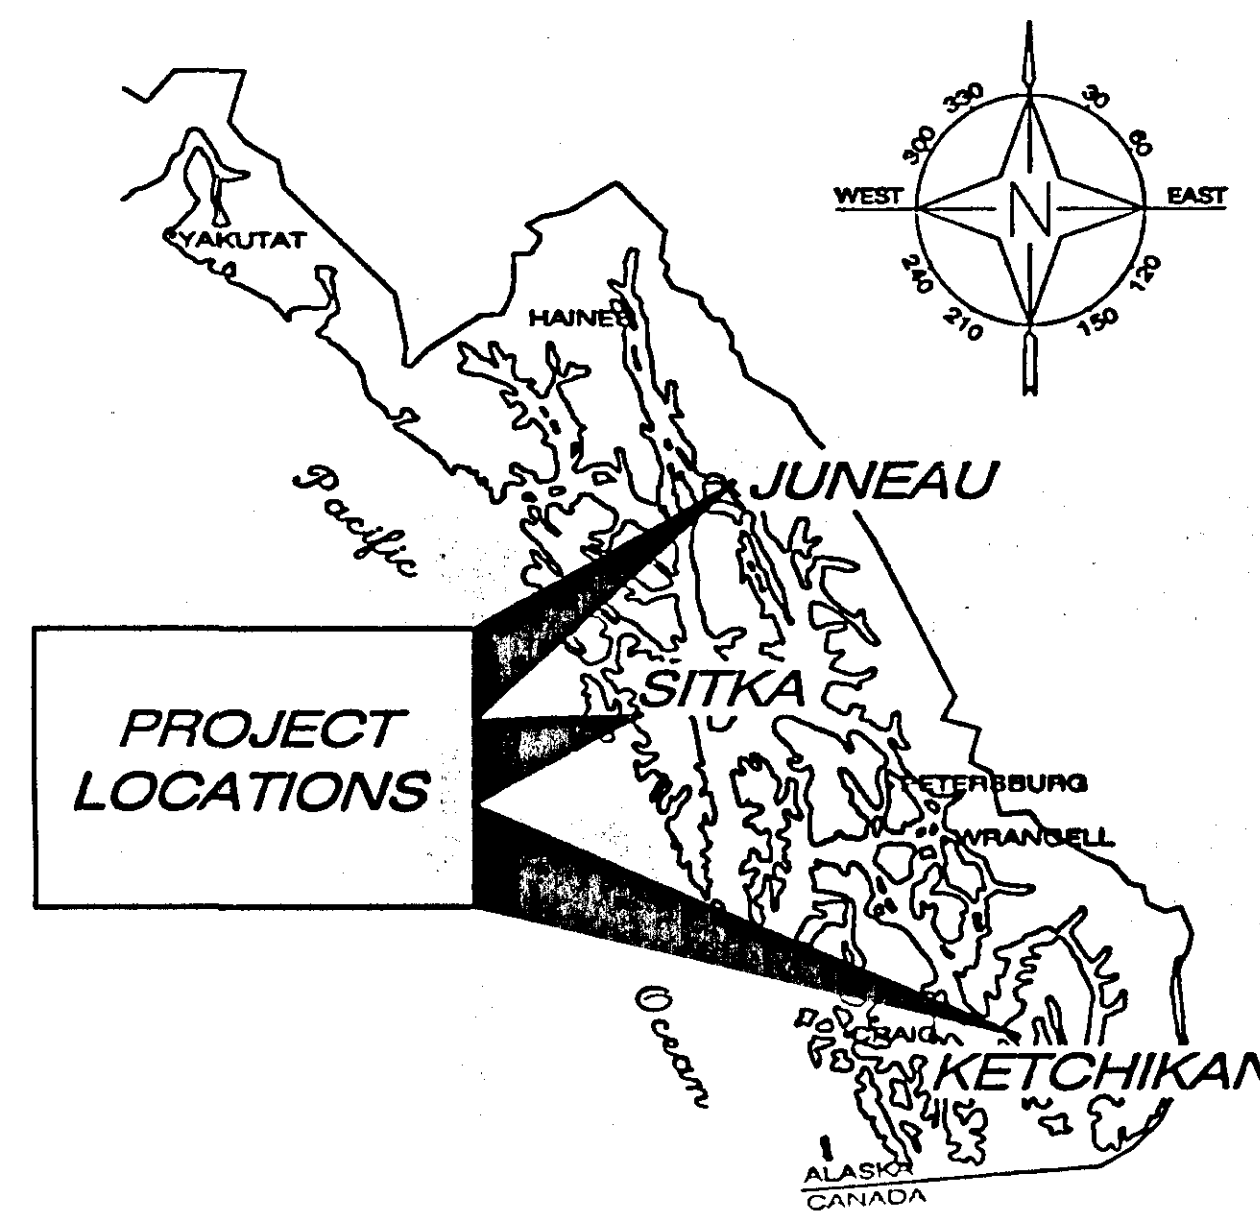 330
30
300
60
WEST
N
EAST
YAKUTAT
240
120
210
150
HAINES
JUNEAU
Pacific
SITKA
PROJECT
LOCATIONS
PETERSBURG
WRANGELL
Ocean
CRAIG
KETCHIKAN
ALASKA
CANADA